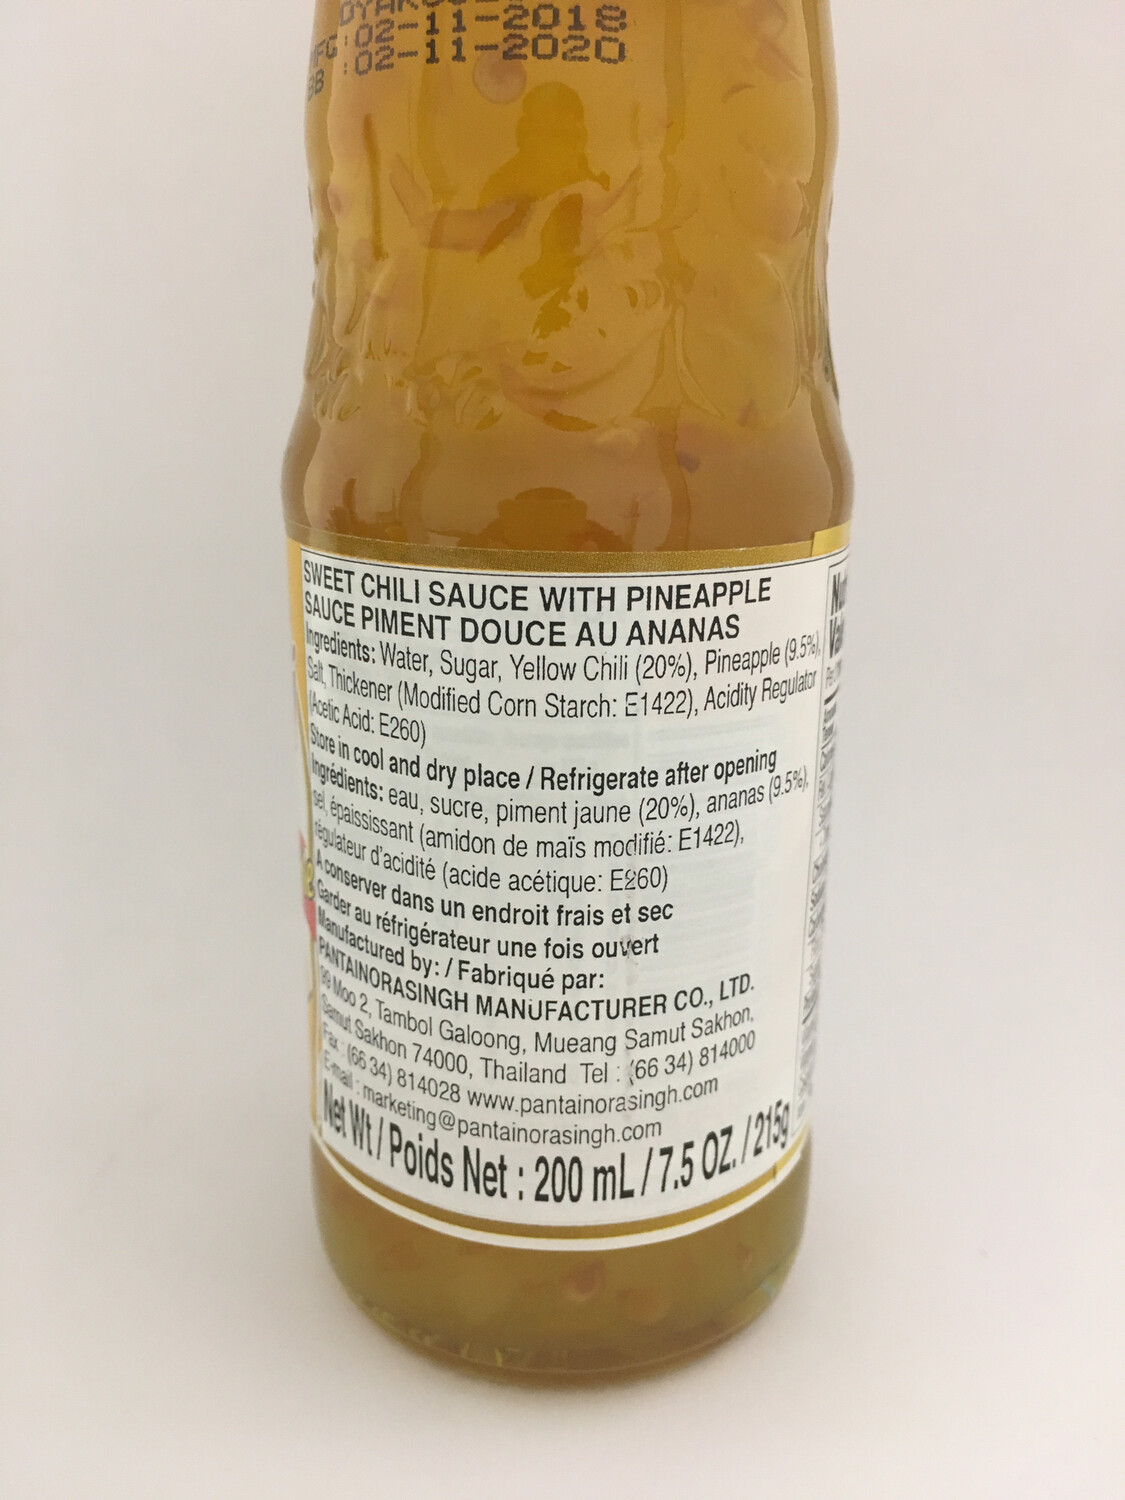 MFG : 02-11-2018
BB : 02-11-2020
SWEET CHILI SAUCE WITH PINEAPPLE
SAUCE PIMENT DOUCE AU ANANAS
Ingredients: Water, Sugar, Yellow Chili (20%), Pineapple (9.5%),
Salt, Thickener (Modified Corn Starch: E1422), Acidity Regulator
(Acetic Acid: E260)
Store in cool and dry place / Refrigerate after opening
Ingrédients: eau, sucre, piment jaune (20%), ananas (9.5%),
sel, épaississant (amidon de maïs modifié: E1422),
régulateur d'acidité (acide acétique: E260)
A conserver dans un endroit frais et sec
Garder au réfrigérateur une fois ouvert
Manufactured by: / Fabriqué par:
PANTAINORASINGH MANUFACTURER CO., LTD.
99 Moo 2, Tambol Galoong, Mueang Samut Sakhon,
Samut Sakhon 74000, Thailand Tel : (66 34) 814000
Fax : (66 34) 814028 www.pantainorasingh.com
E-mail : marketing@pantainorasingh.com
Net Wt / Poids Net : 200 mL / 7.5 OZ. / 215g